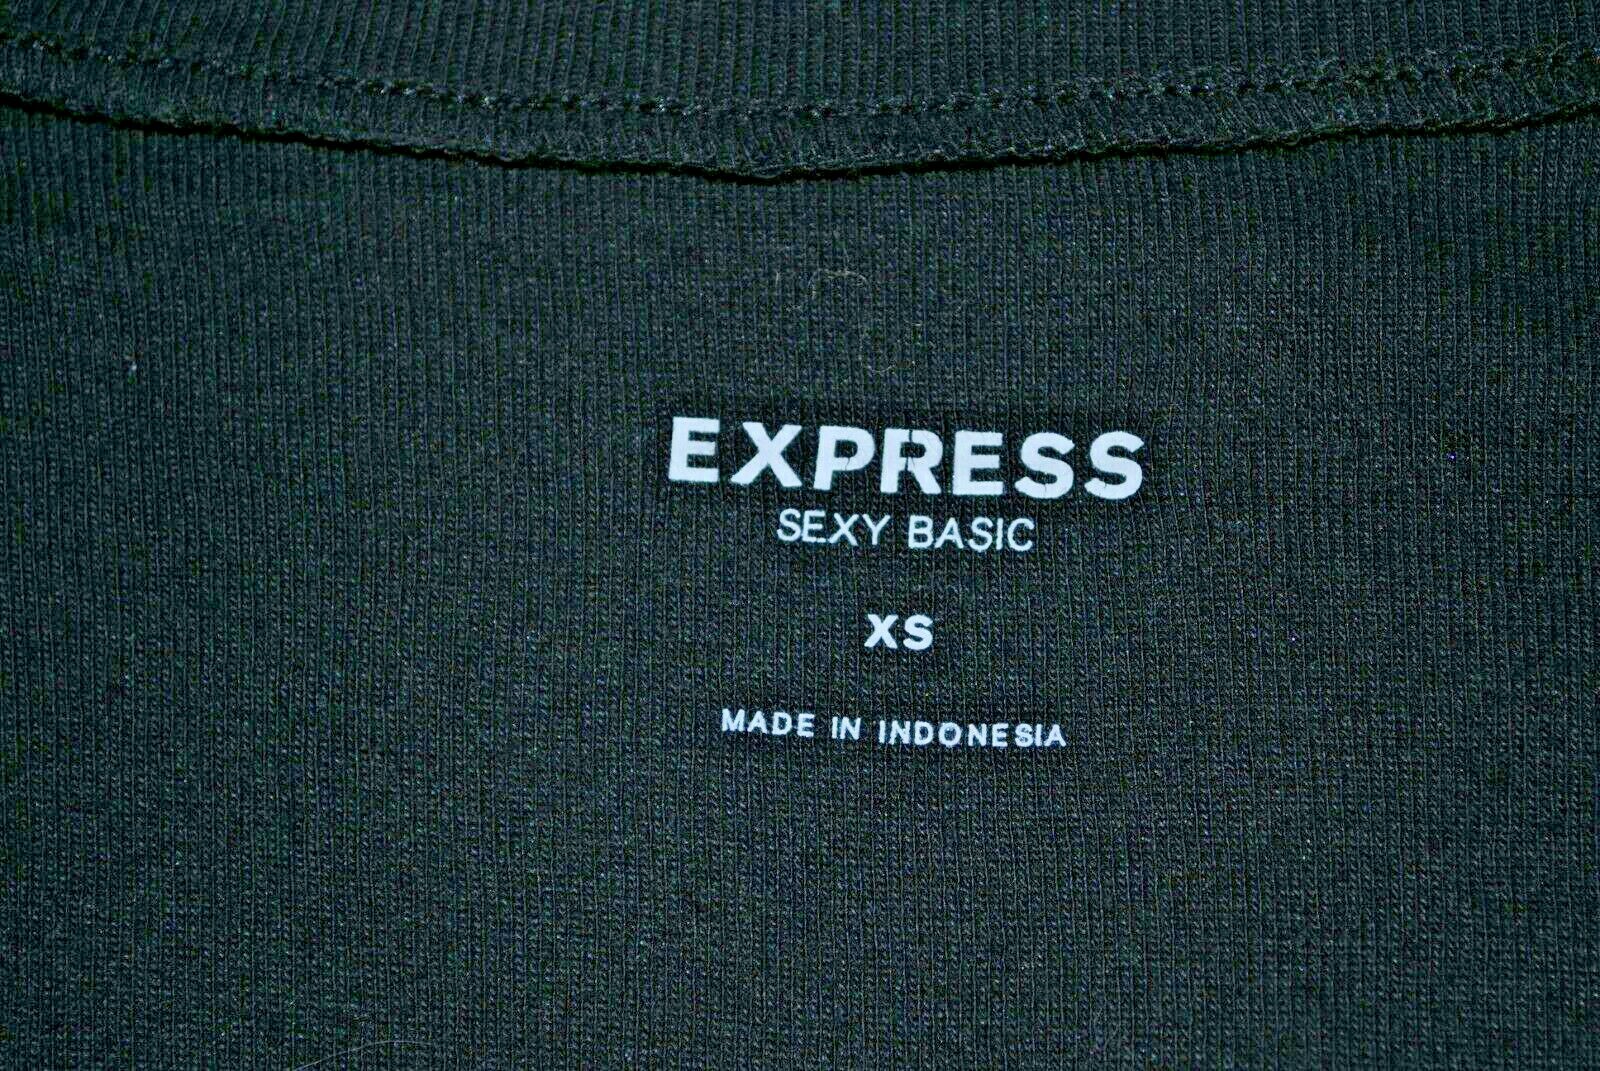 EXPRESS
SEXY BASIC
XS
MADE IN INDONESIA